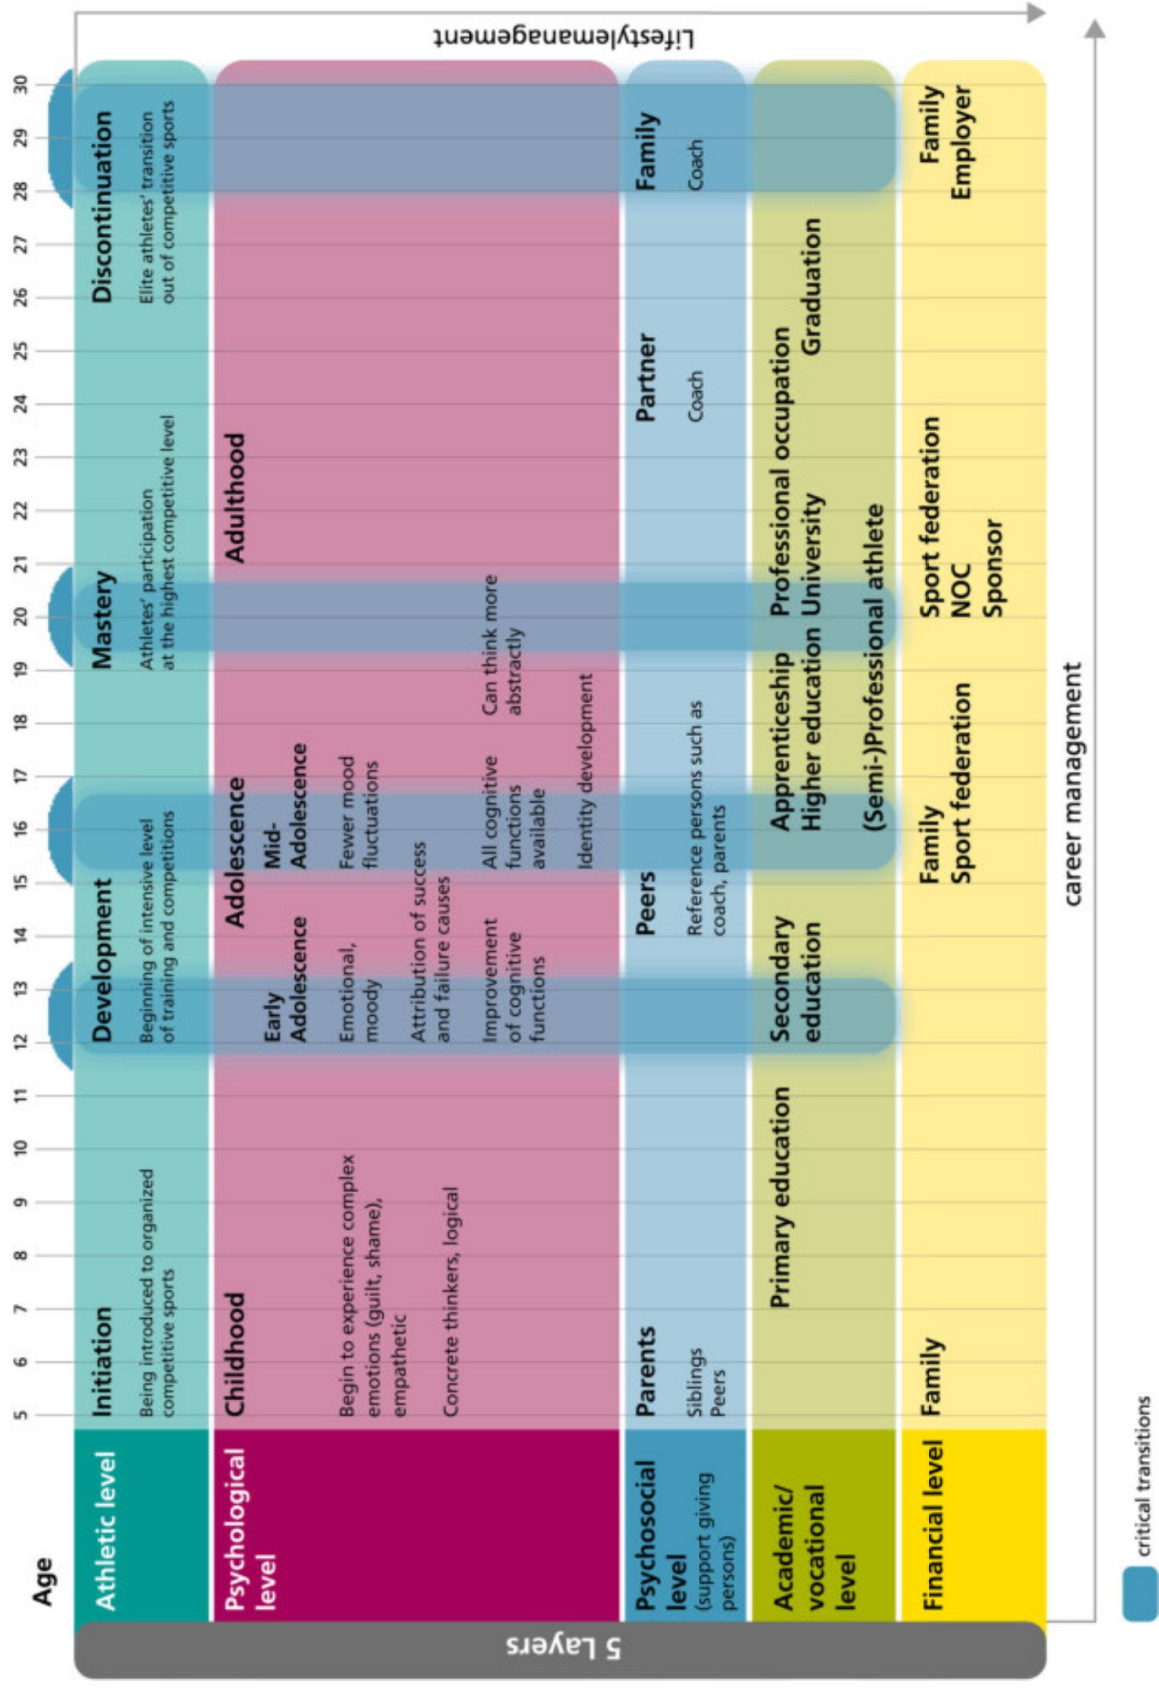 Age
5 6 7 8 9 10 11 12 13 14 15 16 17 18 19 20 21 22 23 24 25 26 27 28 29 30
5 Layers
Athletic level
Initiation
Being introduced to organized
competitive sports
Development
Beginning of intensive level
of training and competitions
Mastery
Athletes' participation
at the highest competitive level
Discontinuation
Elite athletes' transition
out of competitive sports
Psychological
level
Childhood
Begin to experience complex
emotions (guilt, shame),
empathetic
Concrete thinkers, logical
Adolescence
Early
Adolescence
Emotional,
moody
Mid-
Adolescence
Fewer mood
fluctuations
Attribution of success
and failure causes
Improvement
of cognitive
functions
All cognitive
functions
available
Can think more
abstractly
Identity development
Adulthood
Psychosocial
level
(support giving
persons)
Parents
Siblings
Peers
Peers
Reference persons such as
coach, parents
Partner
Coach
Family
Coach
Academic/
vocational
level
Primary education
Secondary
education
Apprenticeship
Higher education
Professional occupation
University
(Semi-)Professional athlete
Graduation
Financial level
Family
Family
Sport federation
Sport federation
NOC
Sponsor
Family
Employer
Lifestylemanagement
career management
critical transitions